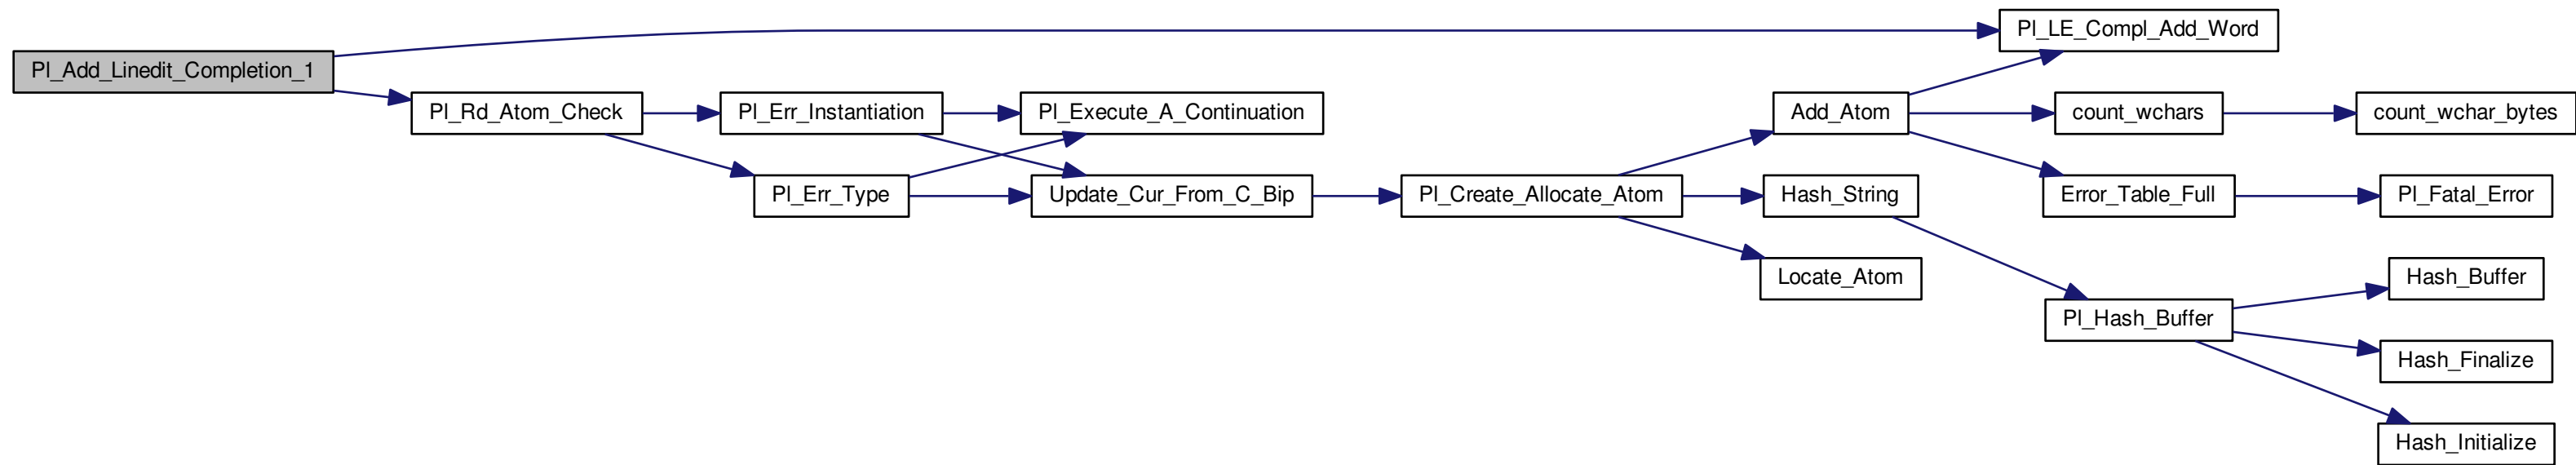 Pl_LE_Compl_Add_Word
Pl_Add_Linedit_Completion_1
Pl_Rd_Atom_Check
Pl_Err_Instantiation
Pl_Execute_A_Continuation
Add_Atom
count_wchars
count_wchar_bytes
Pl_Err_Type
Update_Cur_From_C_Bip
Pl_Create_Allocate_Atom
Hash_String
Error_Table_Full
Pl_Fatal_Error
Locate_Atom
Hash_Buffer
Pl_Hash_Buffer
Hash_Finalize
Hash_Initialize